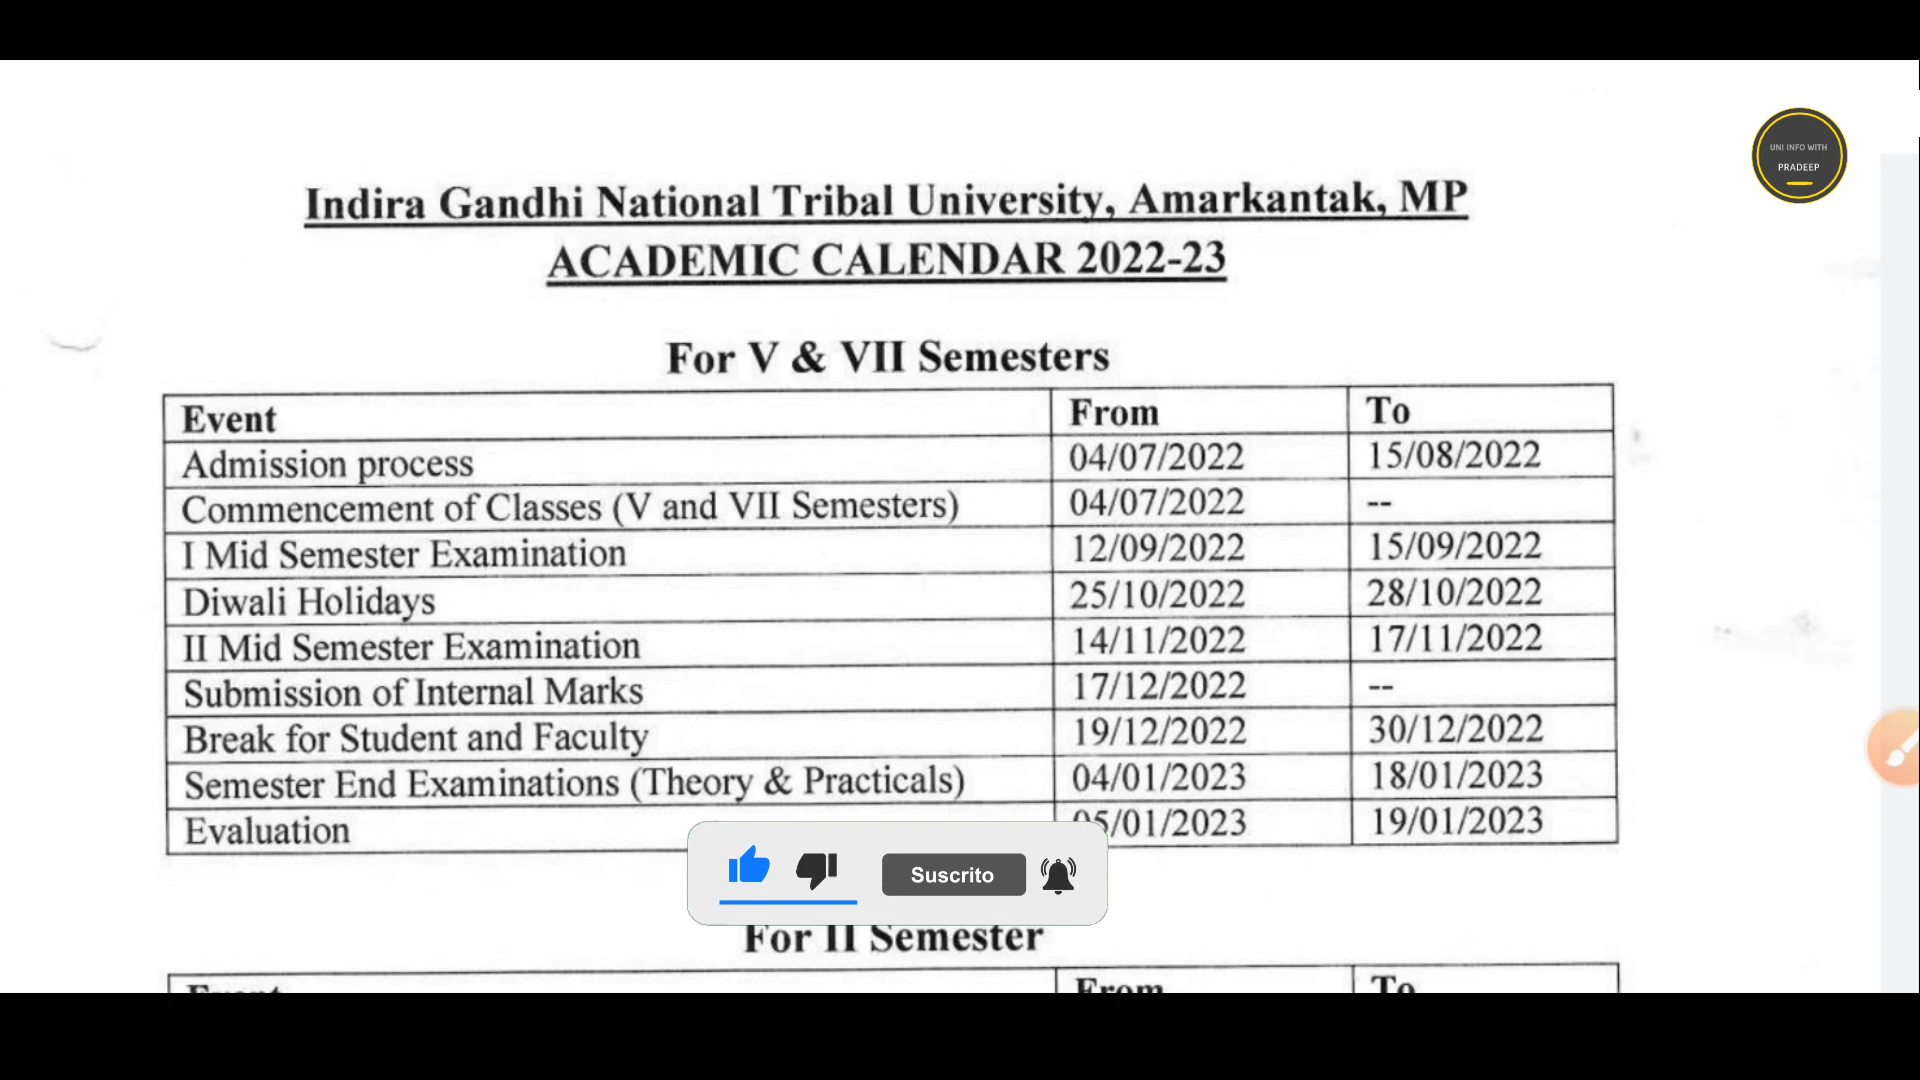 UNI INFO WITH
PRADEEP
Indira Gandhi National Tribal University, Amarkantak, MP
ACADEMIC CALENDAR 2022-23
For V & VII Semesters
Event From To
Admission process 04/07/2022 15/08/2022
Commencement of Classes (V and VII Semesters) 04/07/2022 --
I Mid Semester Examination 12/09/2022 15/09/2022
Diwali Holidays 25/10/2022 28/10/2022
II Mid Semester Examination 14/11/2022 17/11/2022
Submission of Internal Marks 17/12/2022 --
Break for Student and Faculty 19/12/2022 30/12/2022
Semester End Examinations (Theory & Practicals) 04/01/2023 18/01/2023
Evaluation 05/01/2023 19/01/2023
Suscrito
For II Semester
Event From To